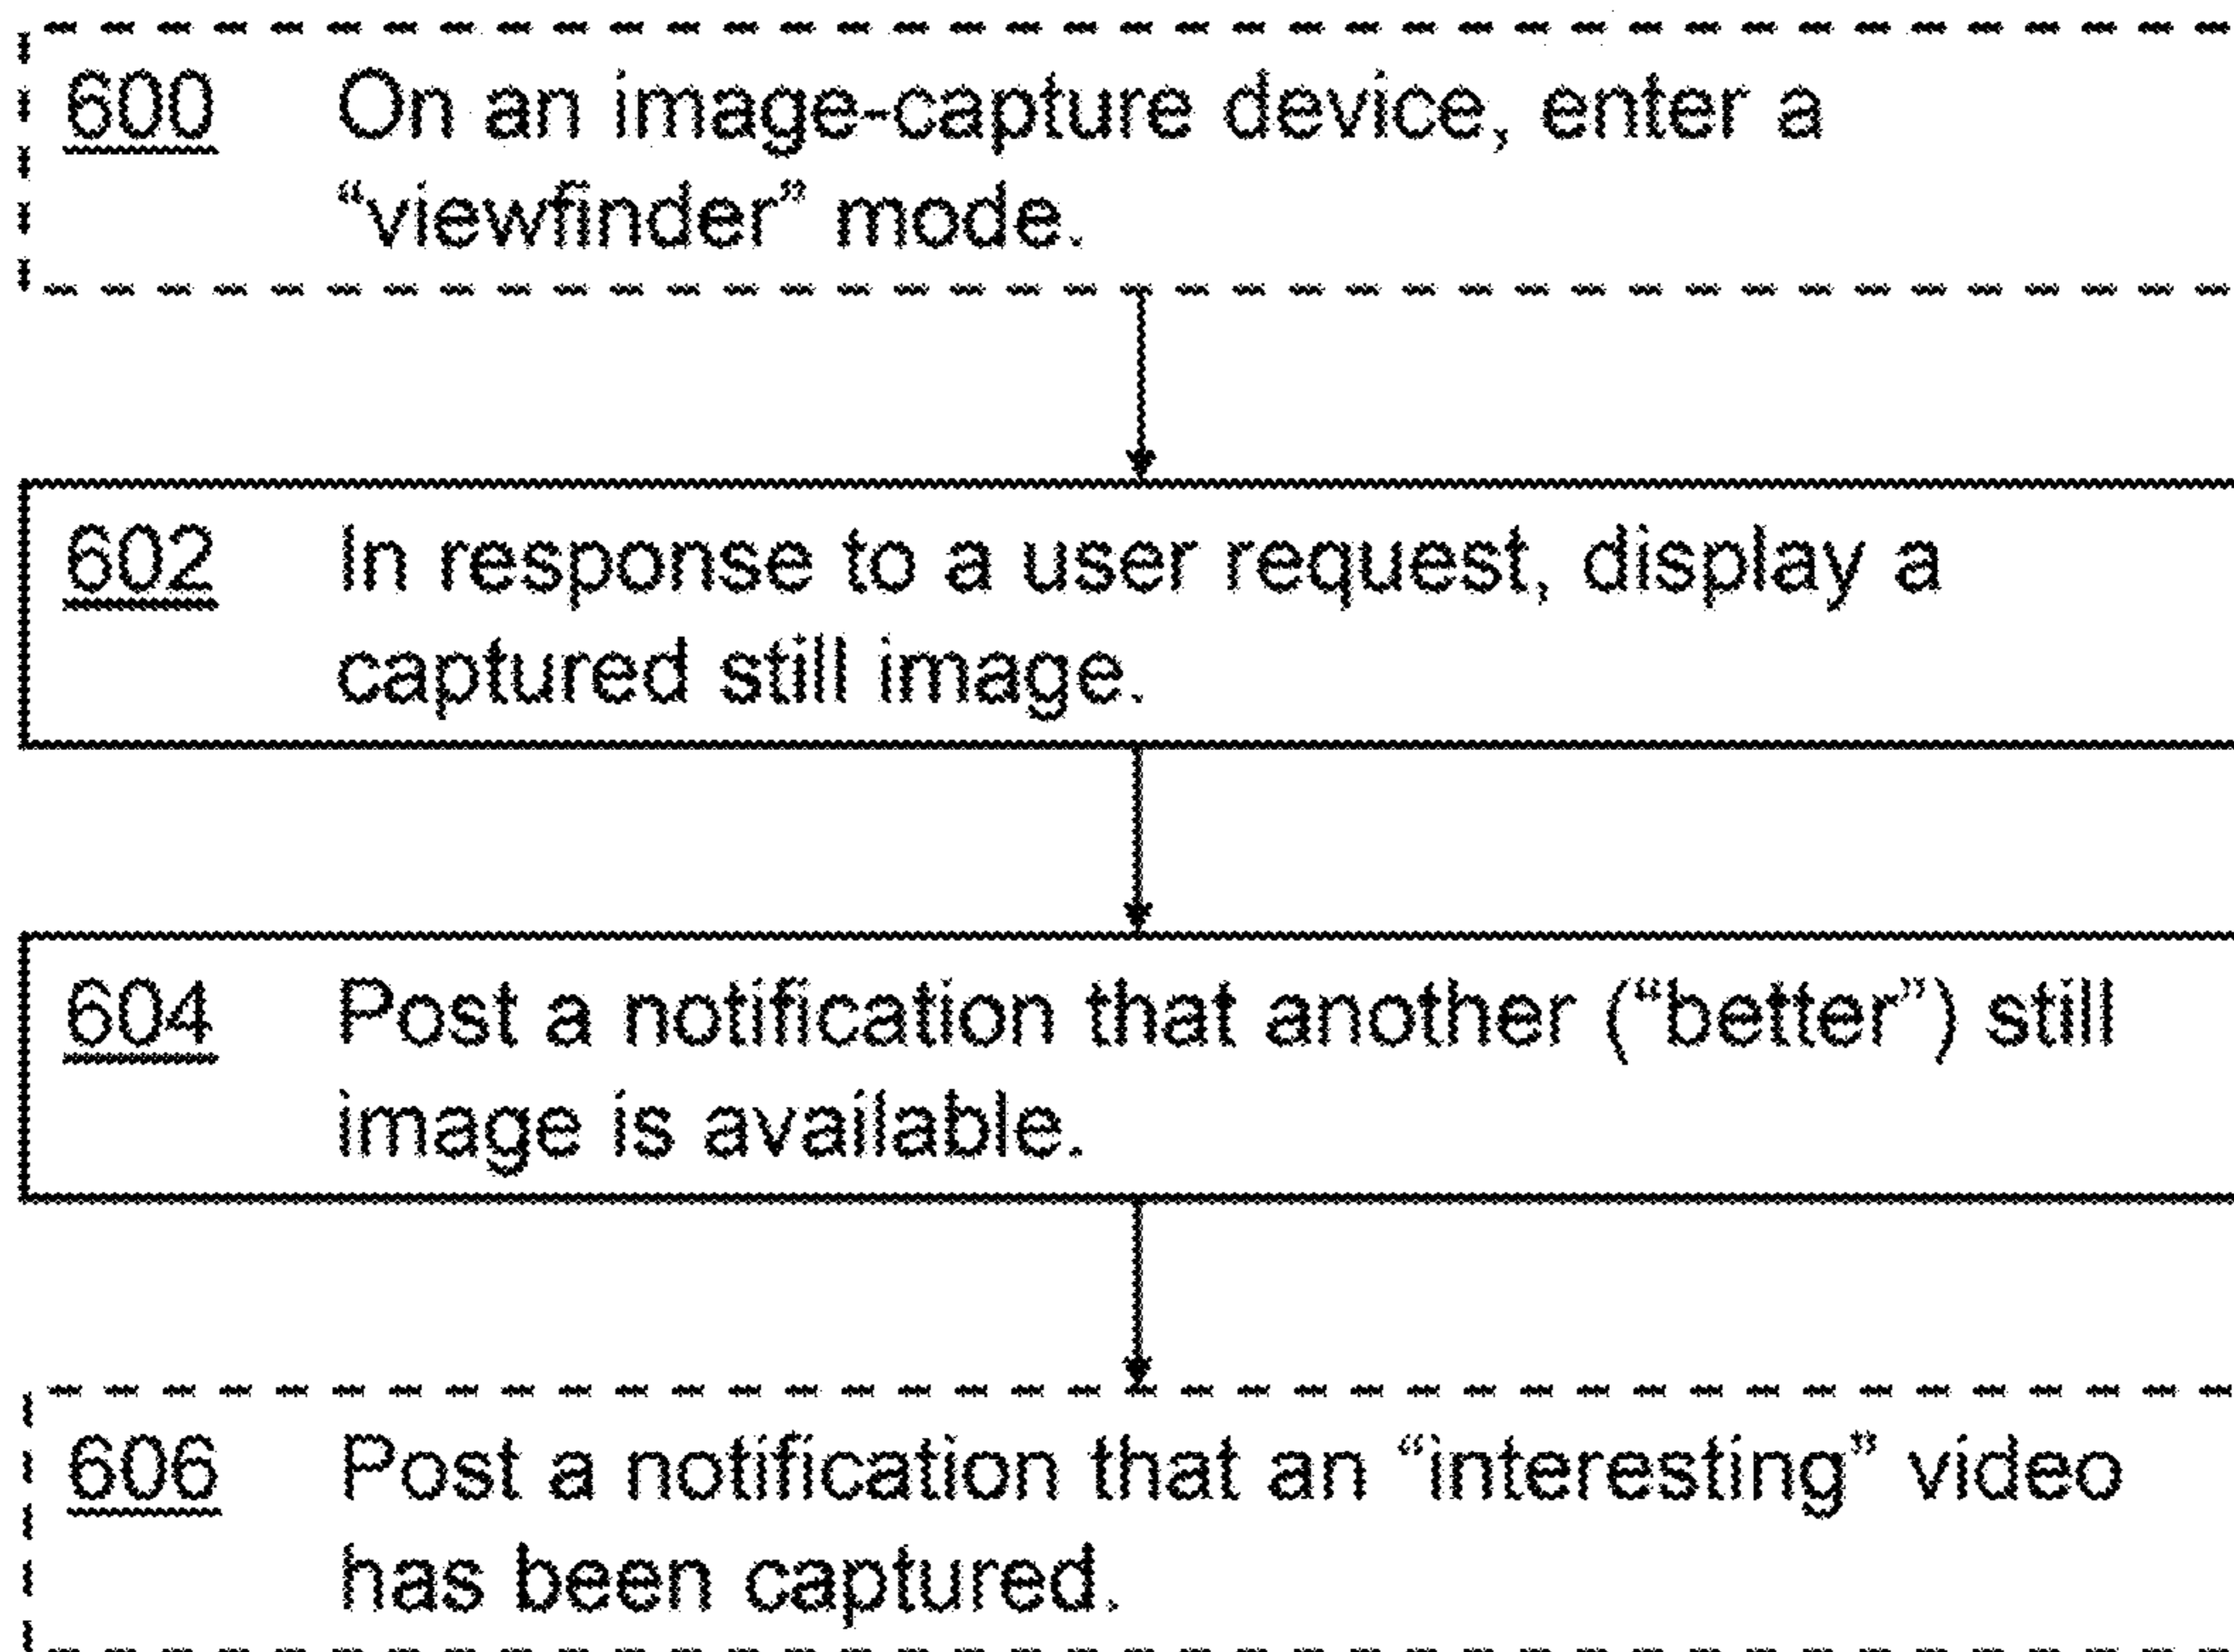 600 On an image-capture device, enter a
“viewfinder” mode.
602 In response to a user request, display a
captured still image.
604 Post a notification that another (“better”) still
image is available.
606 Post a notification that an “interesting” video
has been captured.